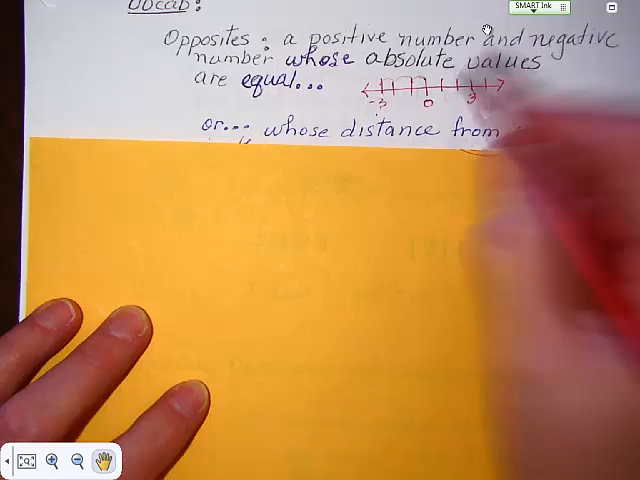 Vocab:
SMART Ink
Opposites: a positive number and negative
number whose absolute values
are equal...
-3 0 3
or... whose distance from